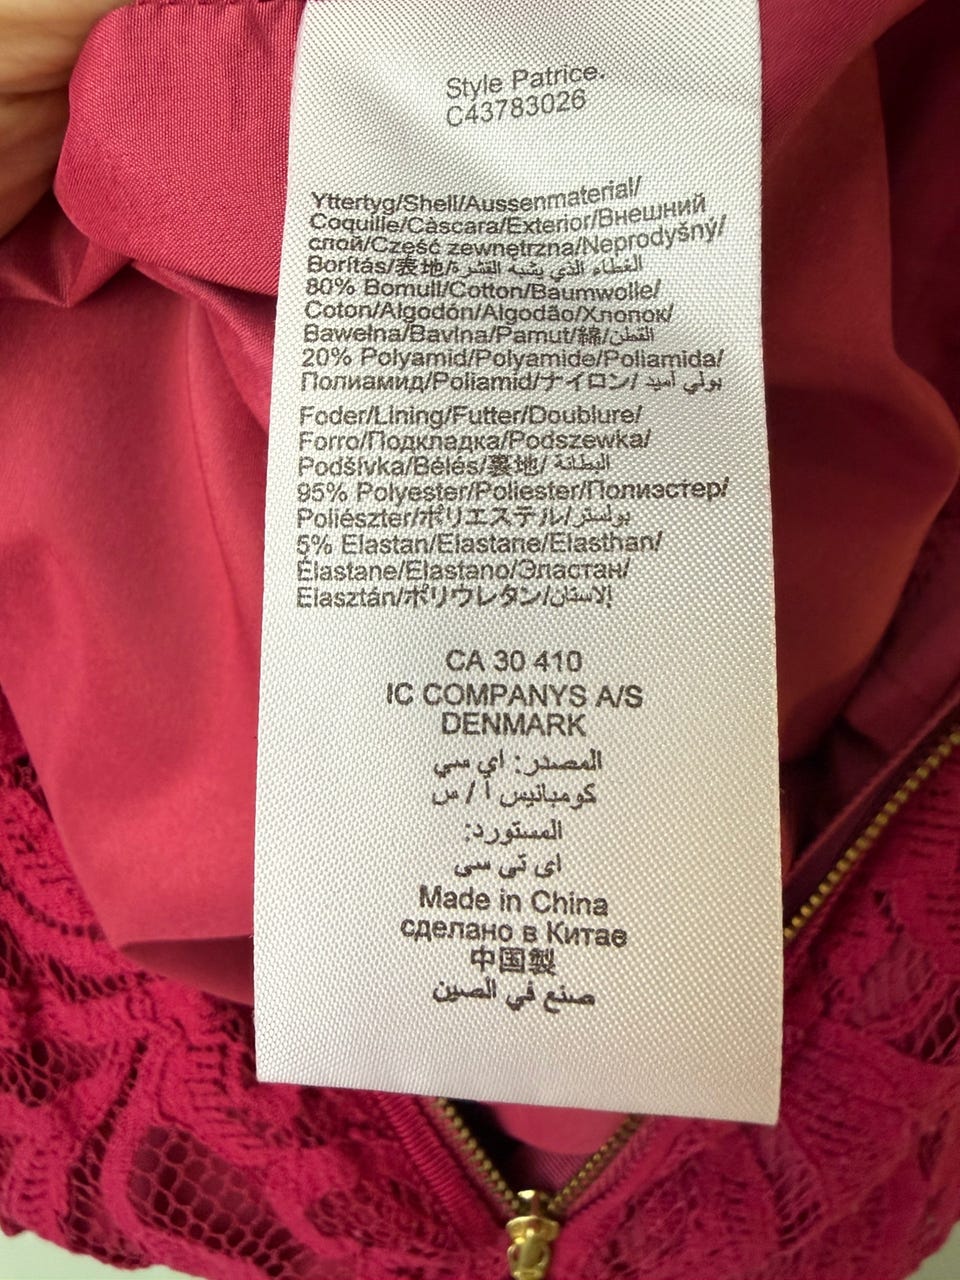 Style Patrice.
C43783026
Yttertyg/Shell/Aussenmaterial/
Coquille/Càscara/Exterior/Внешний
слой/Część zewnętrzna/Neprodyšný/
Borítás/表地/الغطاء الذي يشبه القشرة
80% Bomull/Cotton/Baumwolle/
Coton/Algodón/Algodão/Хлопок/
Bawełna/Bavlna/Pamut/綿/القطن
20% Polyamid/Polyamide/Poliamida/
Полиамид/Poliamid/ナイロン/بولي أميد
Foder/Lining/Futter/Doublure/
Forro/Подкладка/Podszewka/
Podšívka/Bélés/裏地/البطانة
95% Polyester/Poliester/Полиэстер/
Poliészter/ポリエステル/بولستر
5% Elastan/Elastane/Elasthan/
Élastane/Elastano/Эластан/
Elasztán/ポリウレタン/إلاستان
CA 30 410
IC COMPANYS A/S
DENMARK
المصدر: اي سي
كومبانيس ا / س
المستورد:
اى تى سى
Made in China
сделано в Китае
中国製
صنع في الصين